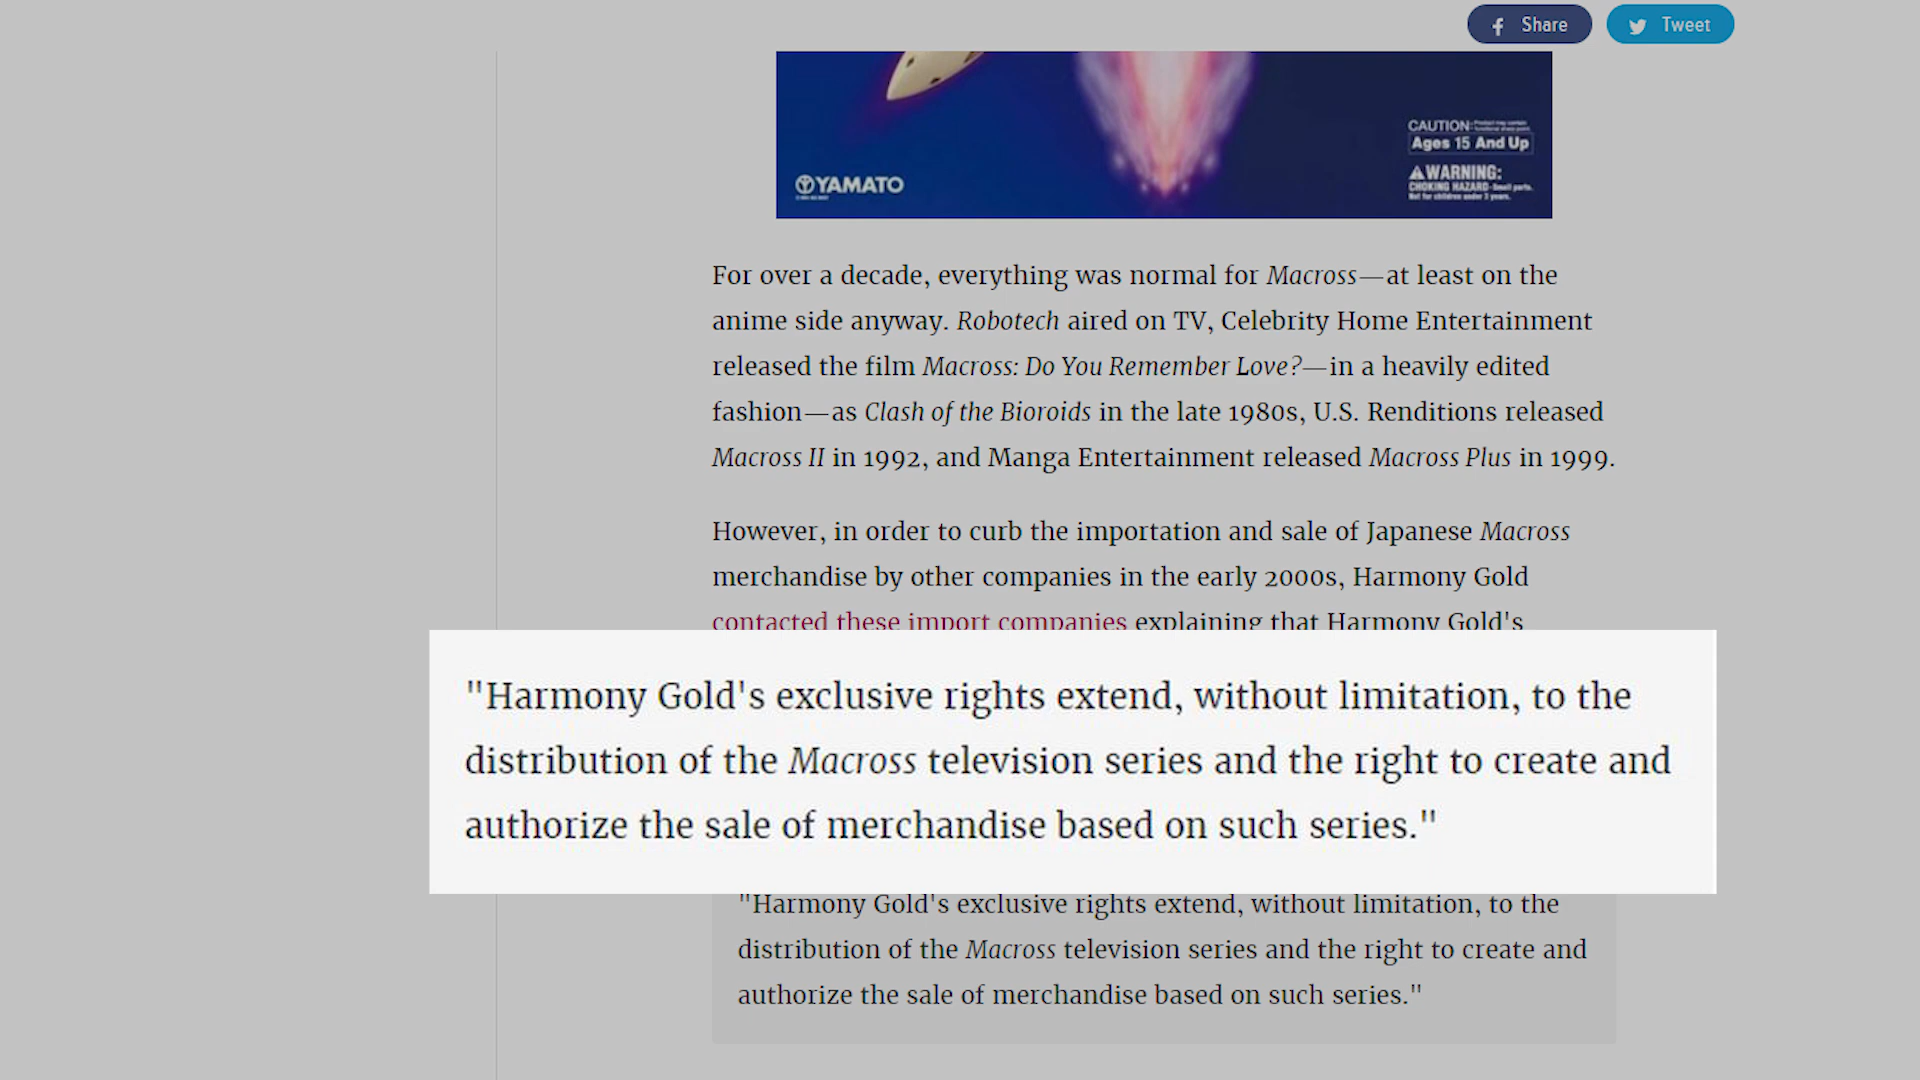 Share
Tweet
CAUTION:
Ages 15 And Up
WARNING:
CHOKING HAZARD-Small parts.
Not for children under 3 years.
YAMATO
For over a decade, everything was normal for Macross—at least on the
anime side anyway. Robotech aired on TV, Celebrity Home Entertainment
released the film Macross: Do You Remember Love?—in a heavily edited
fashion—as Clash of the Bioroids in the late 1980s, U.S. Renditions released
Macross II in 1992, and Manga Entertainment released Macross Plus in 1999.
However, in order to curb the importation and sale of Japanese Macross
merchandise by other companies in the early 2000s, Harmony Gold
contacted these import companies explaining that Harmony Gold's
"Harmony Gold's exclusive rights extend, without limitation, to the
distribution of the Macross television series and the right to create and
authorize the sale of merchandise based on such series."
"Harmony Gold's exclusive rights extend, without limitation, to the
distribution of the Macross television series and the right to create and
authorize the sale of merchandise based on such series."